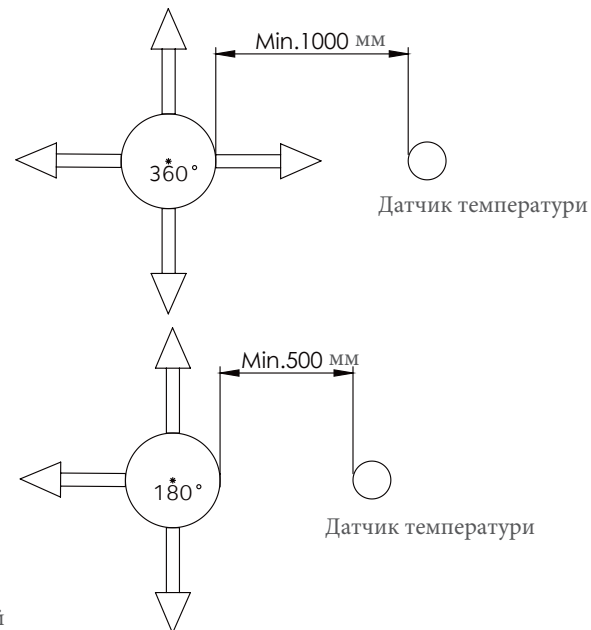 Min.1000 мм
360°
Датчик температури
Min.500 мм
180°
Датчик температури
й